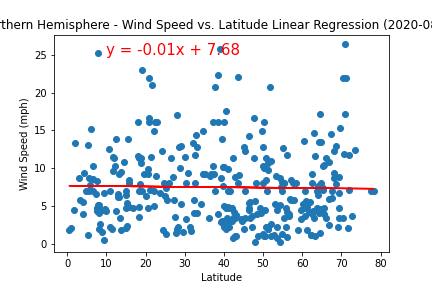 rthern Hemisphere - Wind Speed vs. Latitude Linear Regression (2020-08
y = -0.01x + 7.68
25
20
15
10
5
0
Wind Speed (mph)
0 10 20 30 40 50 60 70 80
Latitude